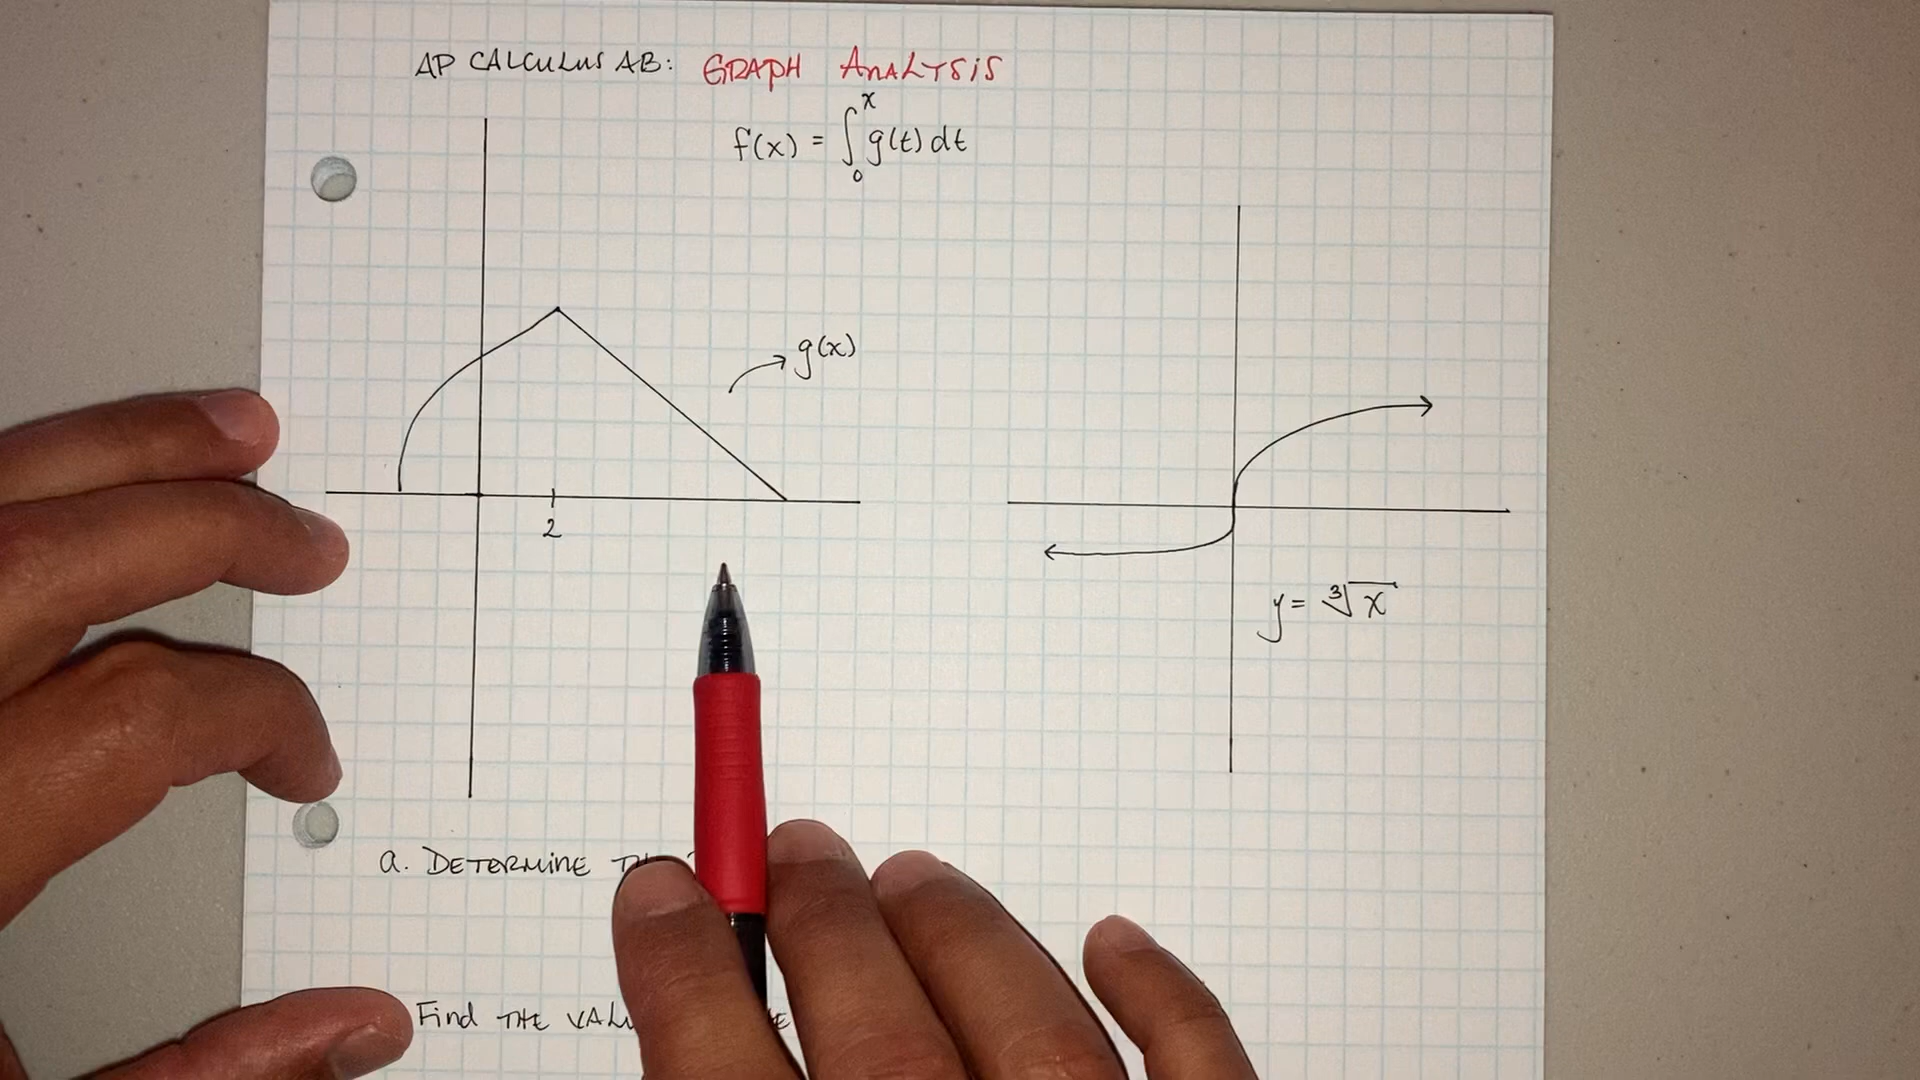 AP CALCULUS AB: GRAPH ANALYSIS
f(x) = ∫₀ˣ g(t) dt
g(x)
2
y = ∛x
a. DETERMINE
Find THE